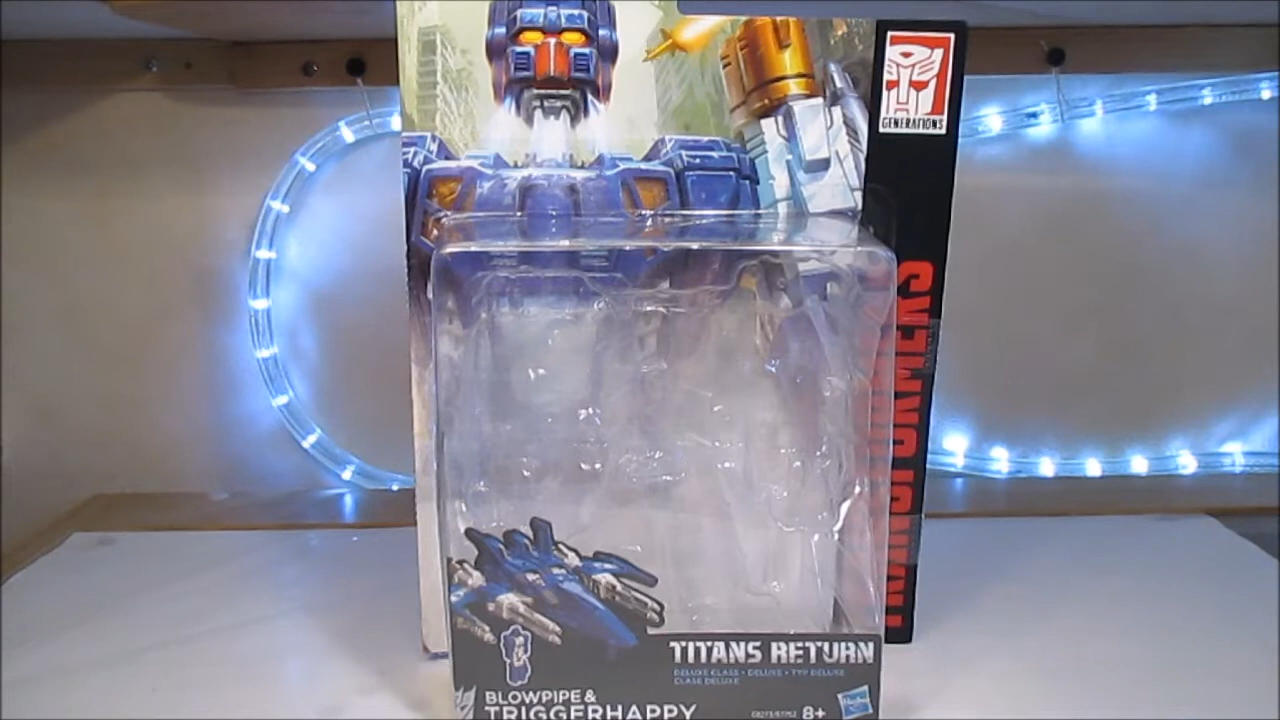 GENERATIONS
TRANSFORMERS
TITANS RETURN
DELUXE CLASS • DELUXE • TYP DELUXE
CLASE DELUXE
BLOWPIPE &
TRIGGERHAPPY
8+
Hasbro